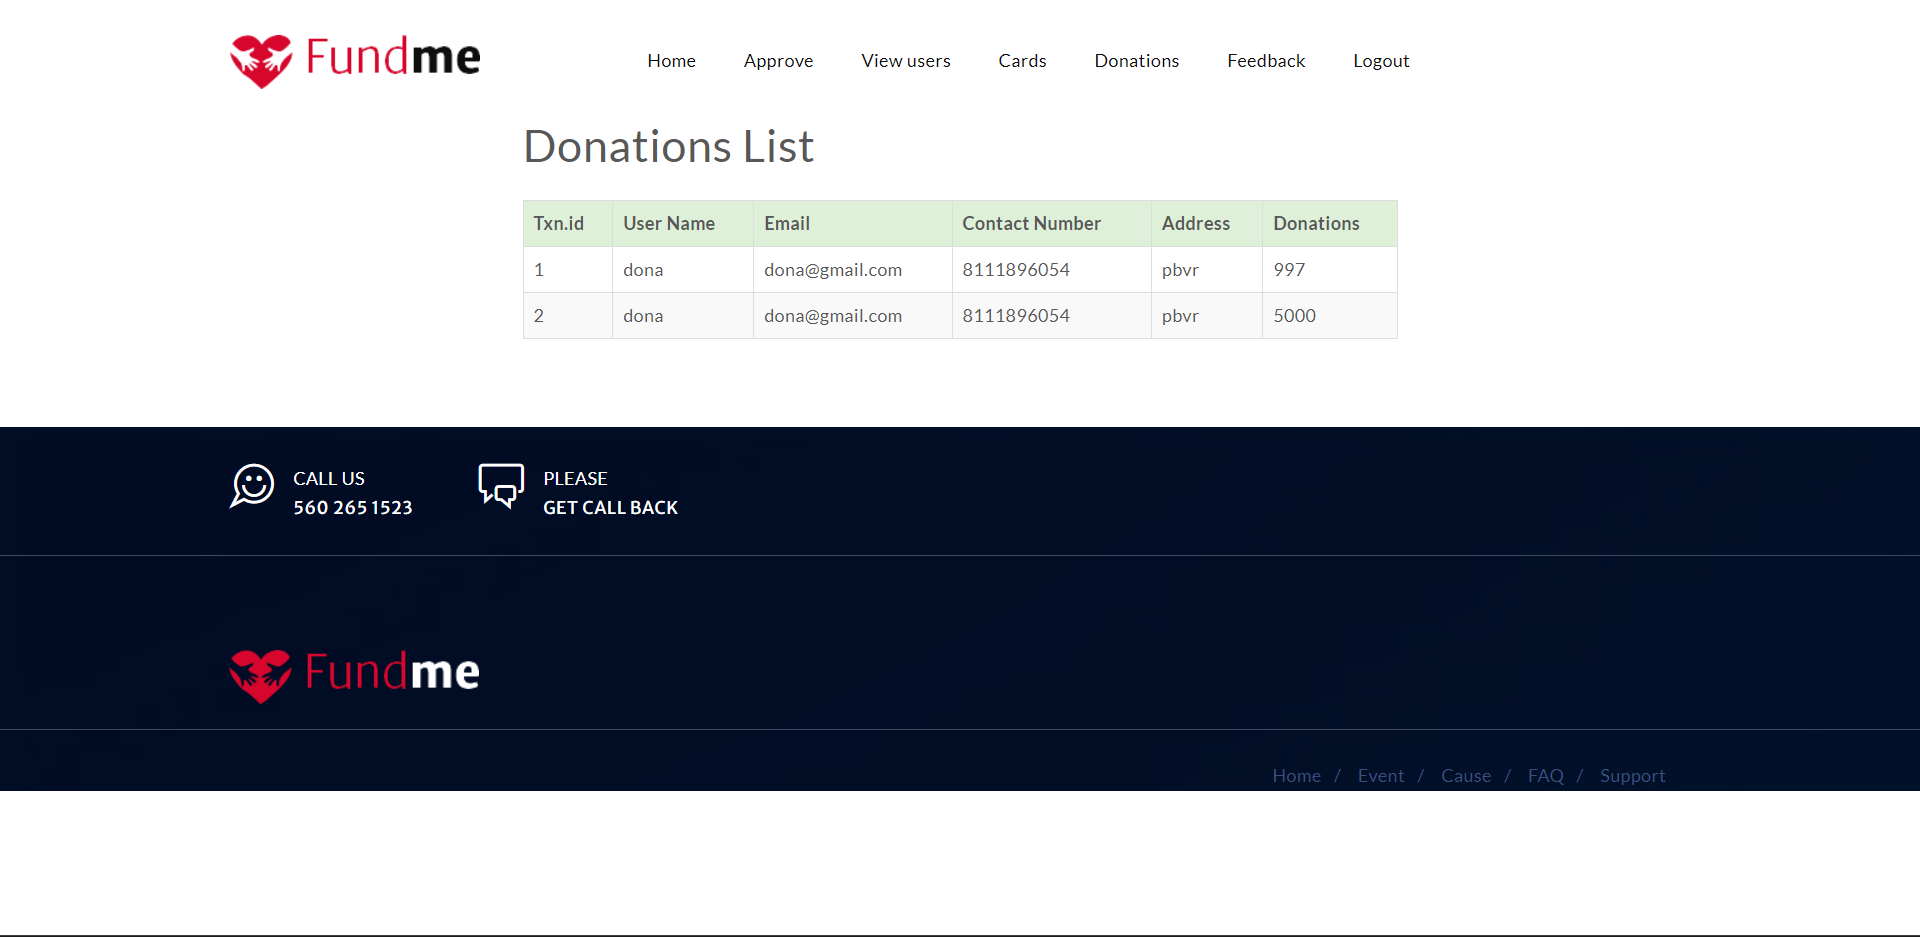 Fundme
Home Approve View users Cards Donations Feedback Logout
Donations List
Txn.id User Name Email Contact Number Address Donations
1 dona dona@gmail.com 8111896054 pbvr 997
2 dona dona@gmail.com 8111896054 pbvr 5000
CALL US
560 265 1523
PLEASE
GET CALL BACK
Fundme
Home / Event / Cause / FAQ / Support